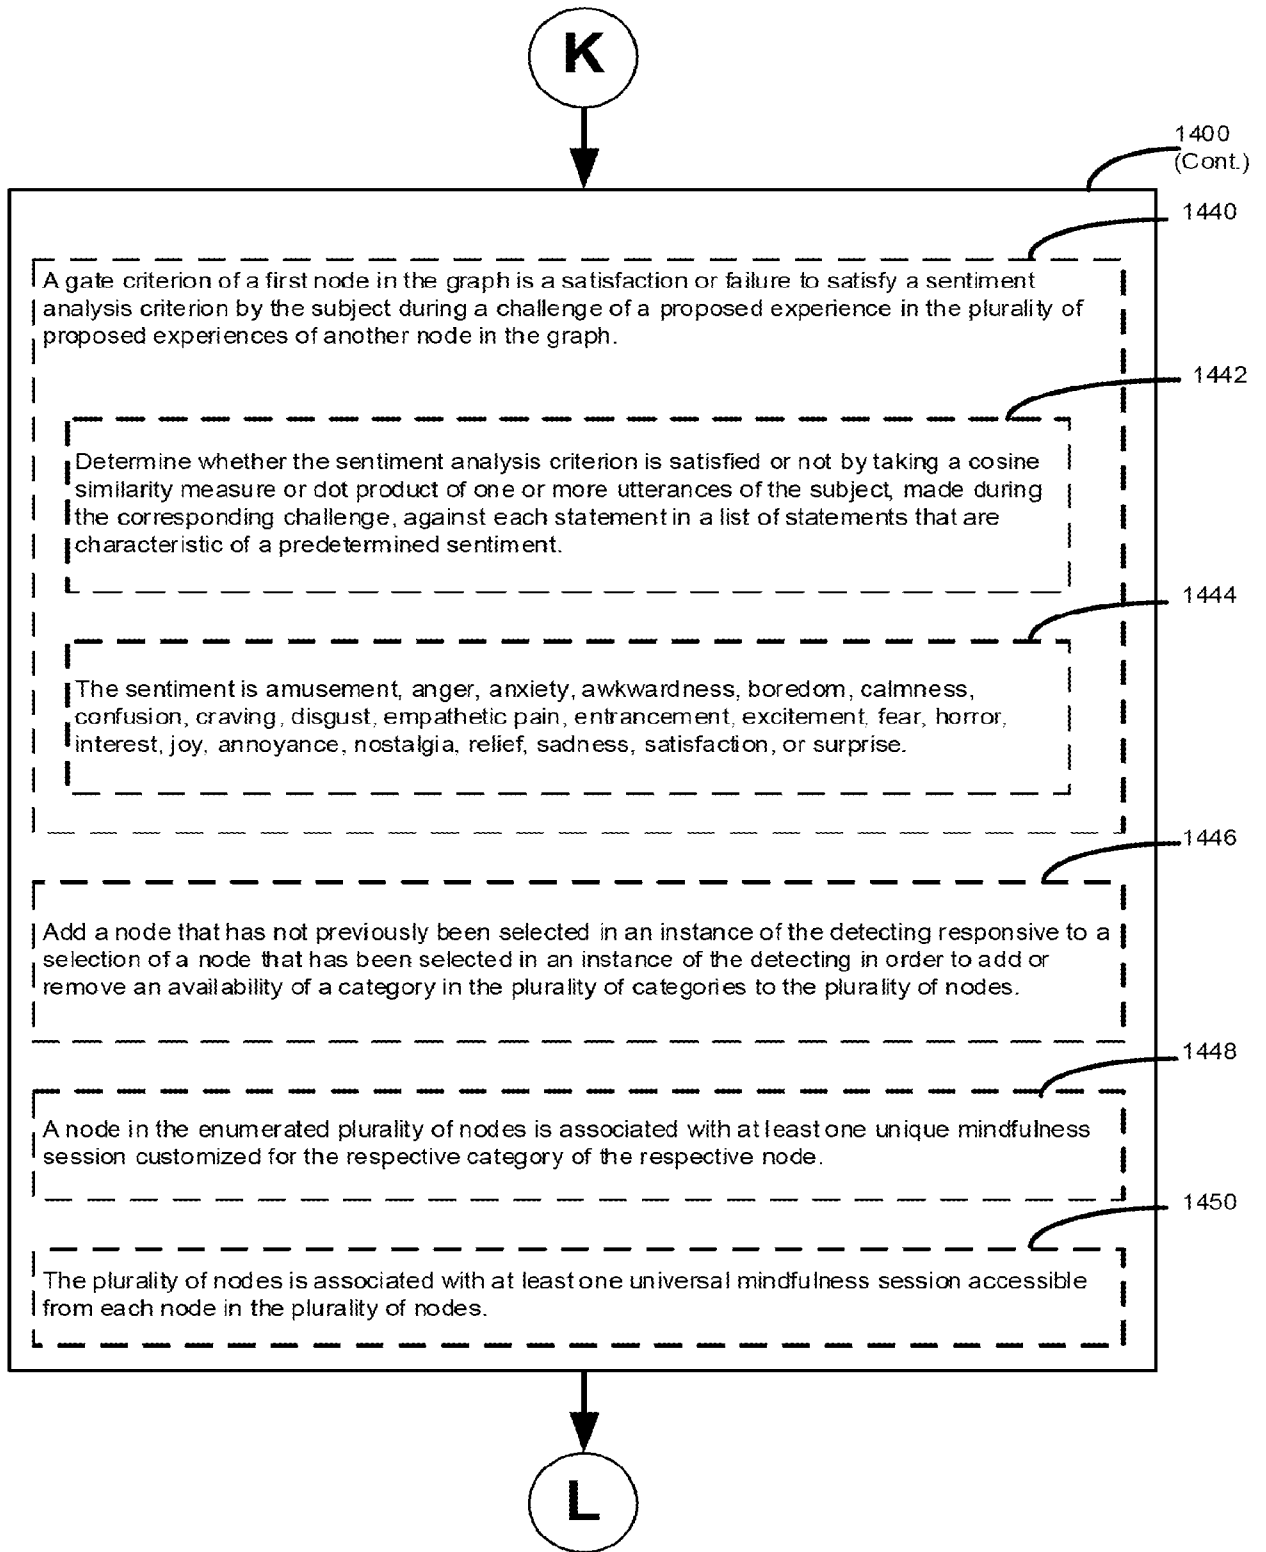 K
1400
(Cont.)
1440
A gate criterion of a first node in the graph is a satisfaction or failure to satisfy a sentiment
analysis criterion by the subject during a challenge of a proposed experience in the plurality of
proposed experiences of another node in the graph.
1442
Determine whether the sentiment analysis criterion is satisfied or not by taking a cosine
similarity measure or dot product of one or more utterances of the subject, made during
the corresponding challenge, against each statement in a list of statements that are
characteristic of a predetermined sentiment.
1444
The sentiment is amusement, anger, anxiety, awkwardness, boredom, calmness,
confusion, craving, disgust, empathetic pain, entrancement, excitement, fear, horror,
interest, joy, annoyance, nostalgia, relief, sadness, satisfaction, or surprise.
1446
Add a node that has not previously been selected in an instance of the detecting responsive to a
selection of a node that has been selected in an instance of the detecting in order to add or
remove an availability of a category in the plurality of categories to the plurality of nodes.
1448
A node in the enumerated plurality of nodes is associated with at least one unique mindfulness
session customized for the respective category of the respective node.
1450
The plurality of nodes is associated with at least one universal mindfulness session accessible
from each node in the plurality of nodes.
L